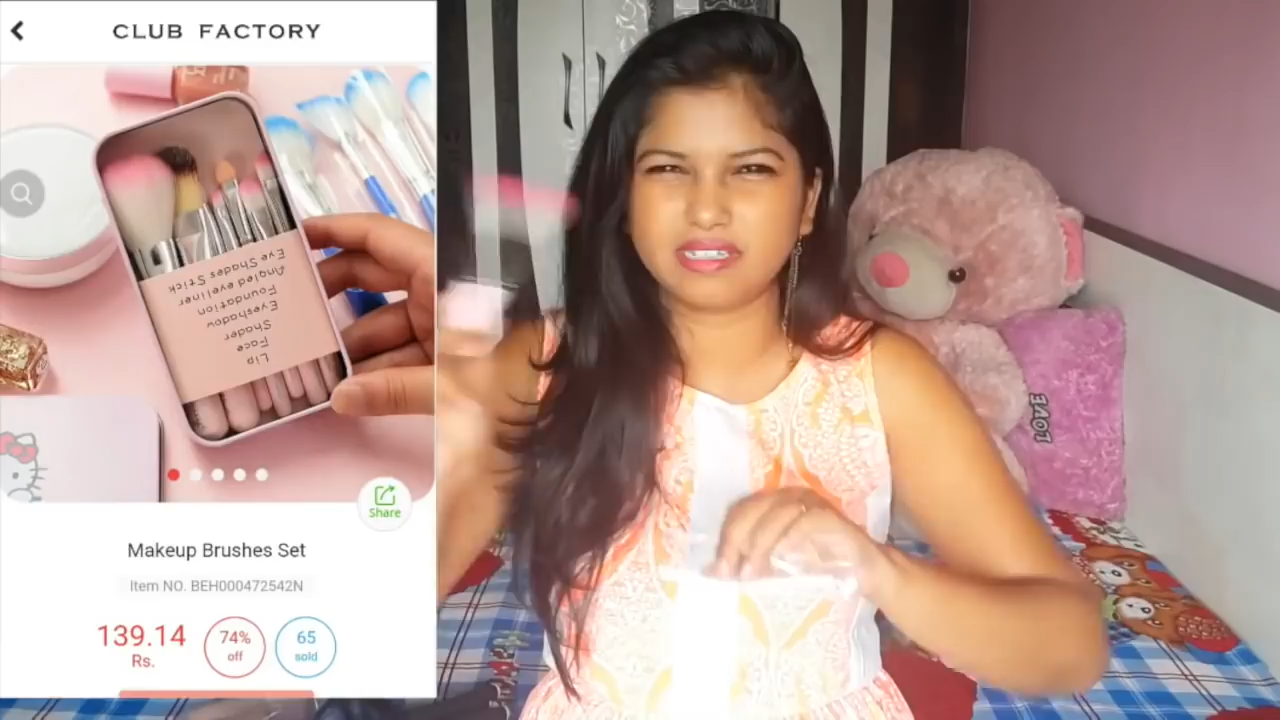 CLUB FACTORY
Eye Shades Stick
Angled eyeliner
Foundation
Eyeshadow
Shader
Face
Lip
Share
Makeup Brushes Set
Item NO. BEH000472542N
139.14
Rs.
74%
off
65
sold
LOVE